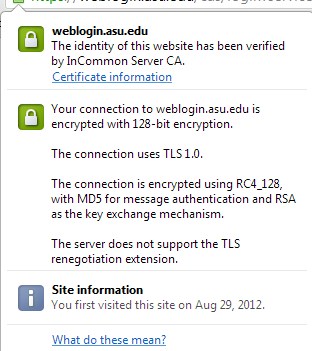 weblogin.asu.edu
The identity of this website has been verified
by InCommon Server CA.
Certificate information
Your connection to weblogin.asu.edu is
encrypted with 128-bit encryption.
The connection uses TLS 1.0.
The connection is encrypted using RC4_128,
with MD5 for message authentication and RSA
as the key exchange mechanism.
The server does not support the TLS
renegotiation extension.
Site information
You first visited this site on Aug 29, 2012.
What do these mean?